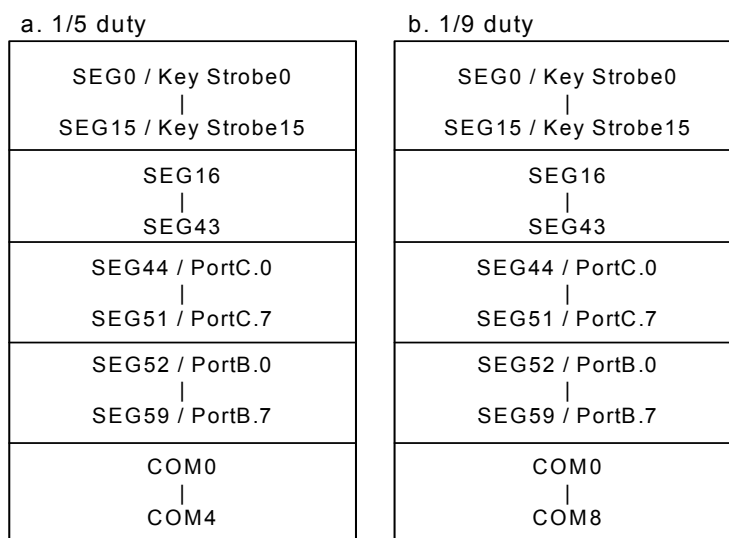 a. 1/5 duty
SEG0 / Key Strobe0
|
SEG15 / Key Strobe15
SEG16
|
SEG43
SEG44 / PortC.0
|
SEG51 / PortC.7
SEG52 / PortB.0
|
SEG59 / PortB.7
COM0
|
COM4
b. 1/9 duty
SEG0 / Key Strobe0
|
SEG15 / Key Strobe15
SEG16
|
SEG43
SEG44 / PortC.0
|
SEG51 / PortC.7
SEG52 / PortB.0
|
SEG59 / PortB.7
COM0
|
COM8